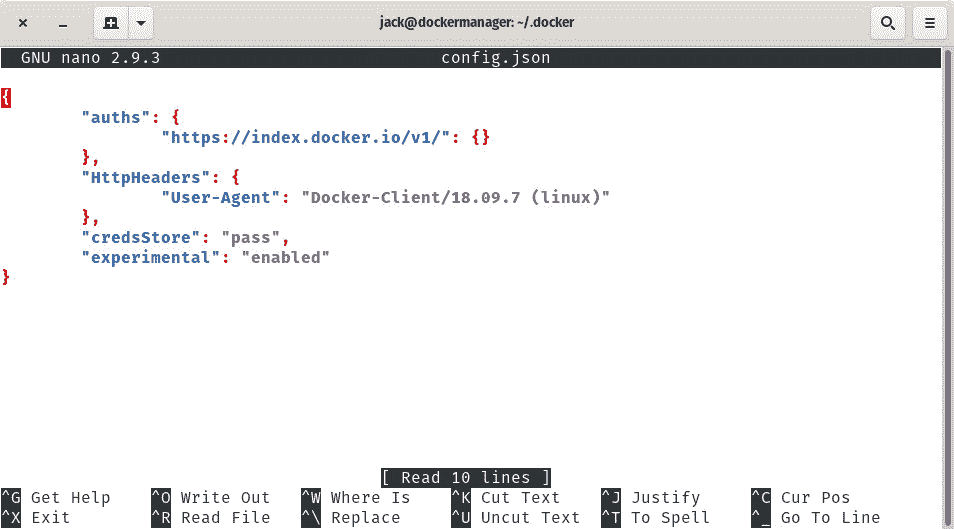 jack@dockermanager: ~/.docker
GNU nano 2.9.3 config.json
{
"auths": {
"https://index.docker.io/v1/": {}
},
"HttpHeaders": {
"User-Agent": "Docker-Client/18.09.7 (linux)"
},
"credsStore": "pass",
"experimental": "enabled"
}
[ Read 10 lines ]
^G Get Help ^O Write Out ^W Where Is ^K Cut Text ^J Justify ^C Cur Pos
^X Exit ^R Read File ^\ Replace ^U Uncut Text ^T To Spell ^_ Go To Line